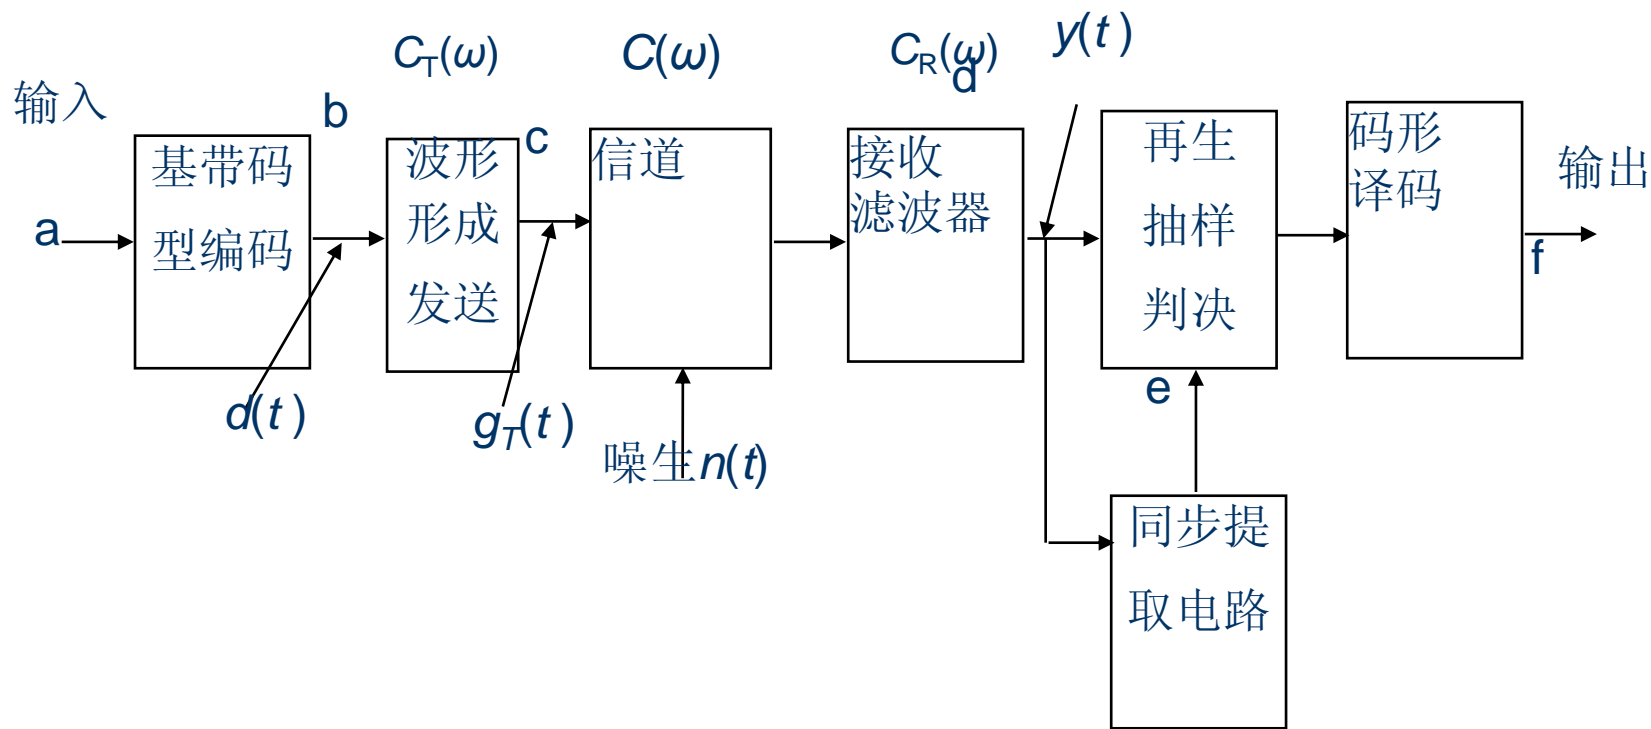 C_T(ω)
C(ω)
C_R(ω)
y(t)
输入
a
基带码
型编码
b
d(t)
波形
形成
发送
c
g_T(t)
信道
噪生n(t)
接收
滤波器
d
再生
抽样
判决
e
同步提
取电路
码形
译码
f
输出